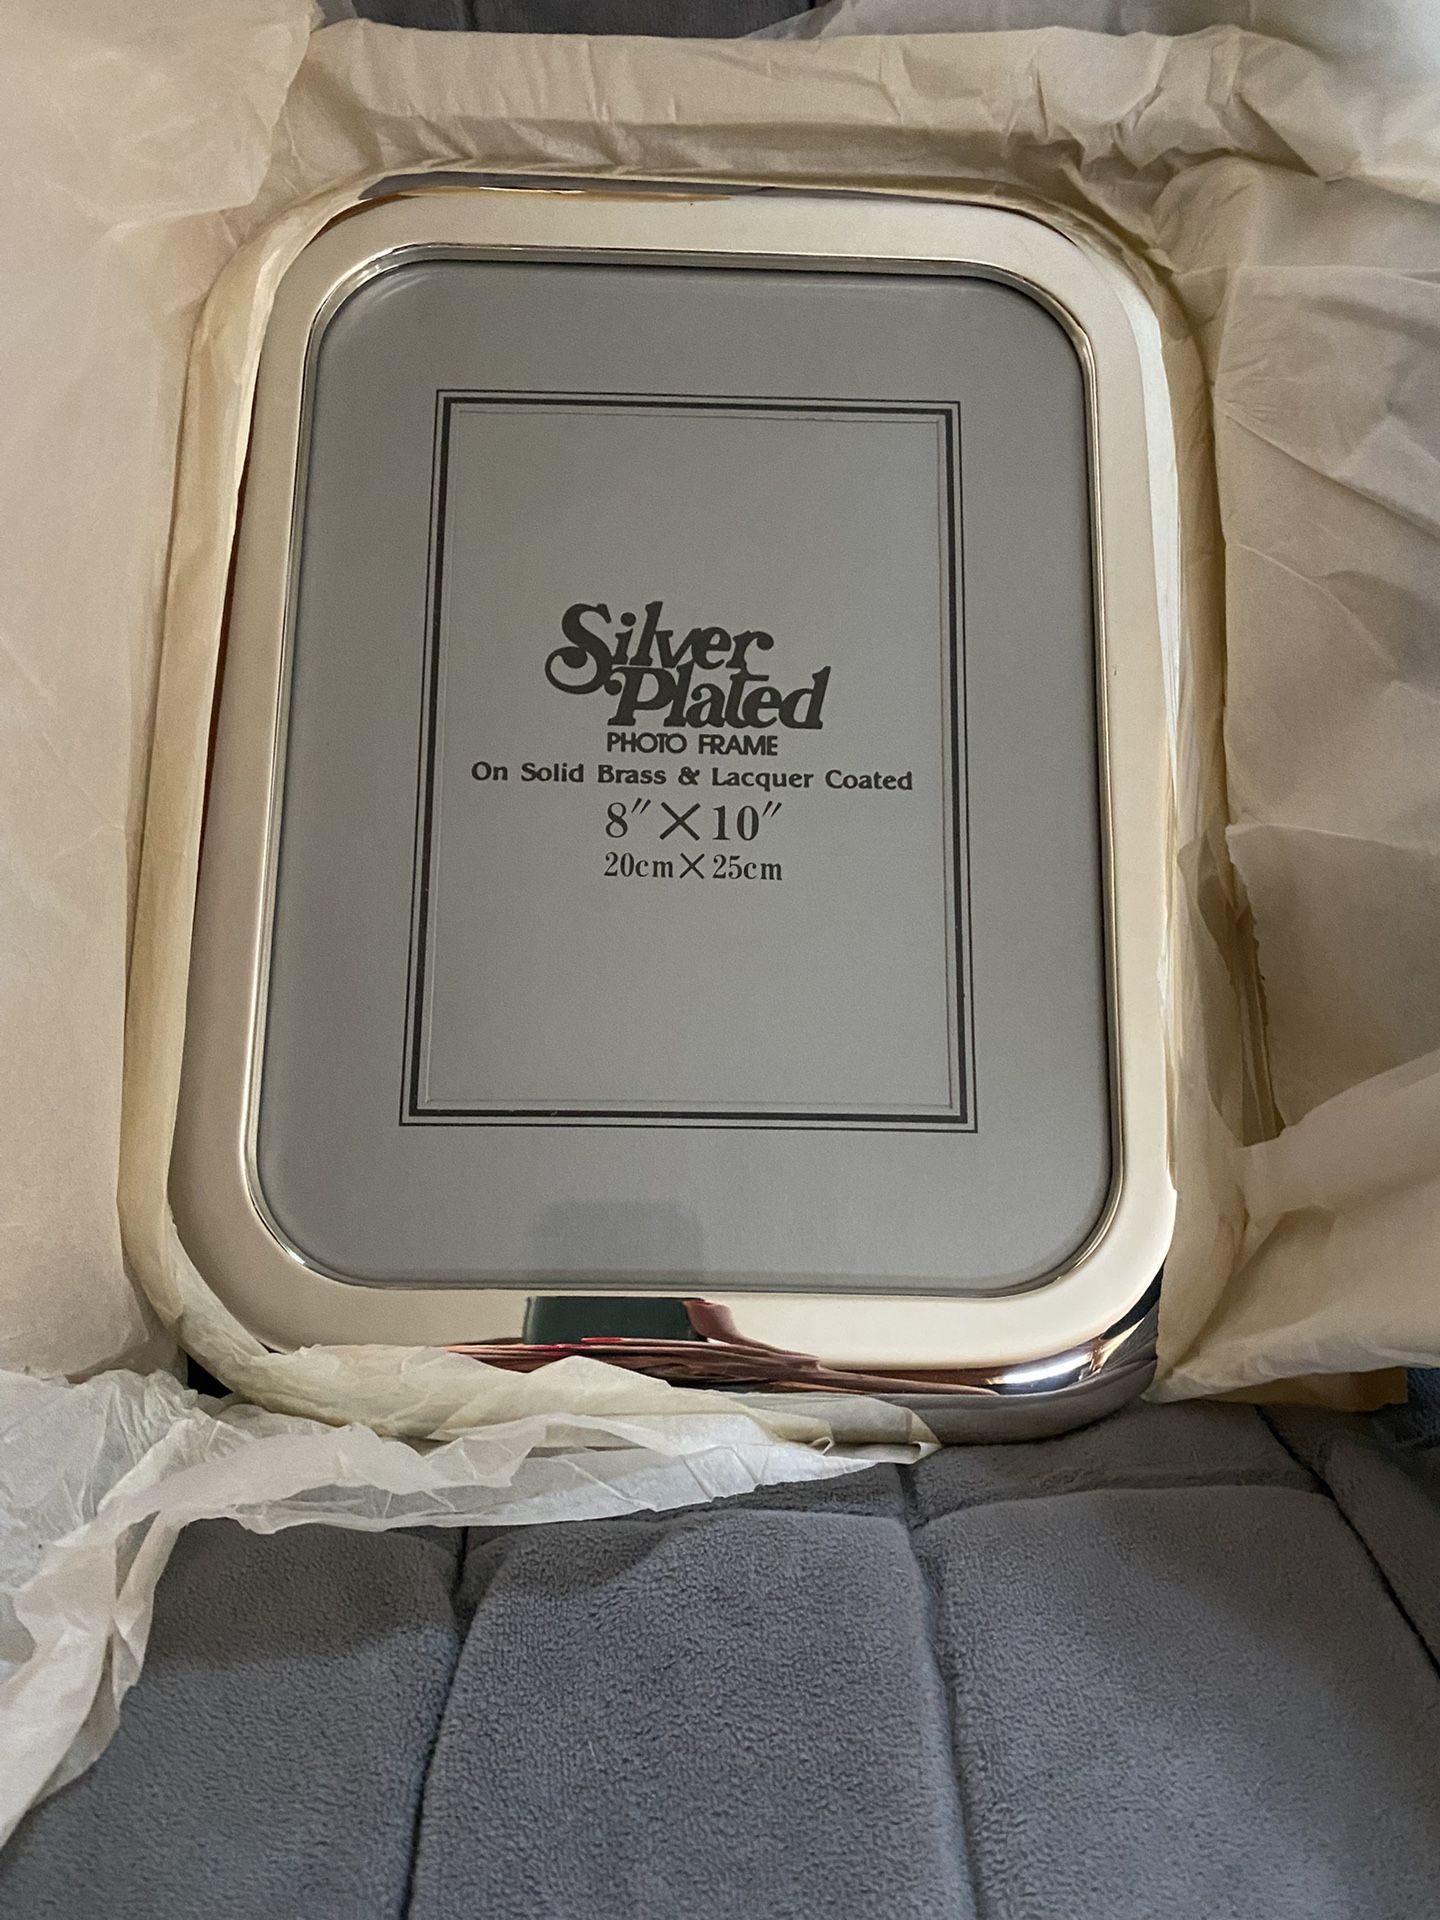 Silver
Plated
PHOTO FRAME
On Solid Brass & Lacquer Coated
8″×10″
20cm×25cm